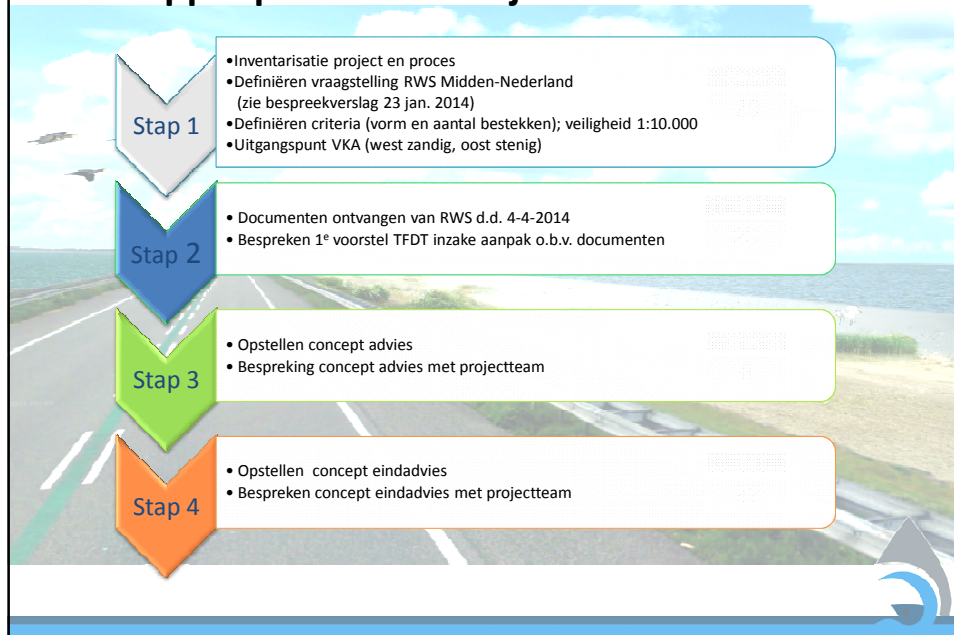 Stap 1
•Inventarisatie project en proces
•Definiëren vraagstelling RWS Midden-Nederland
(zie bespreekverslag 23 jan. 2014)
•Definiëren criteria (vorm en aantal bestekken); veiligheid 1:10.000
•Uitgangspunt VKA (west zandig, oost stenig)
Stap 2
• Documenten ontvangen van RWS d.d. 4-4-2014
• Bespreken 1e voorstel TFDT inzake aanpak o.b.v. documenten
Stap 3
• Opstellen concept advies
• Bespreking concept advies met projectteam
Stap 4
• Opstellen concept eindadvies
• Bespreken concept eindadvies met projectteam